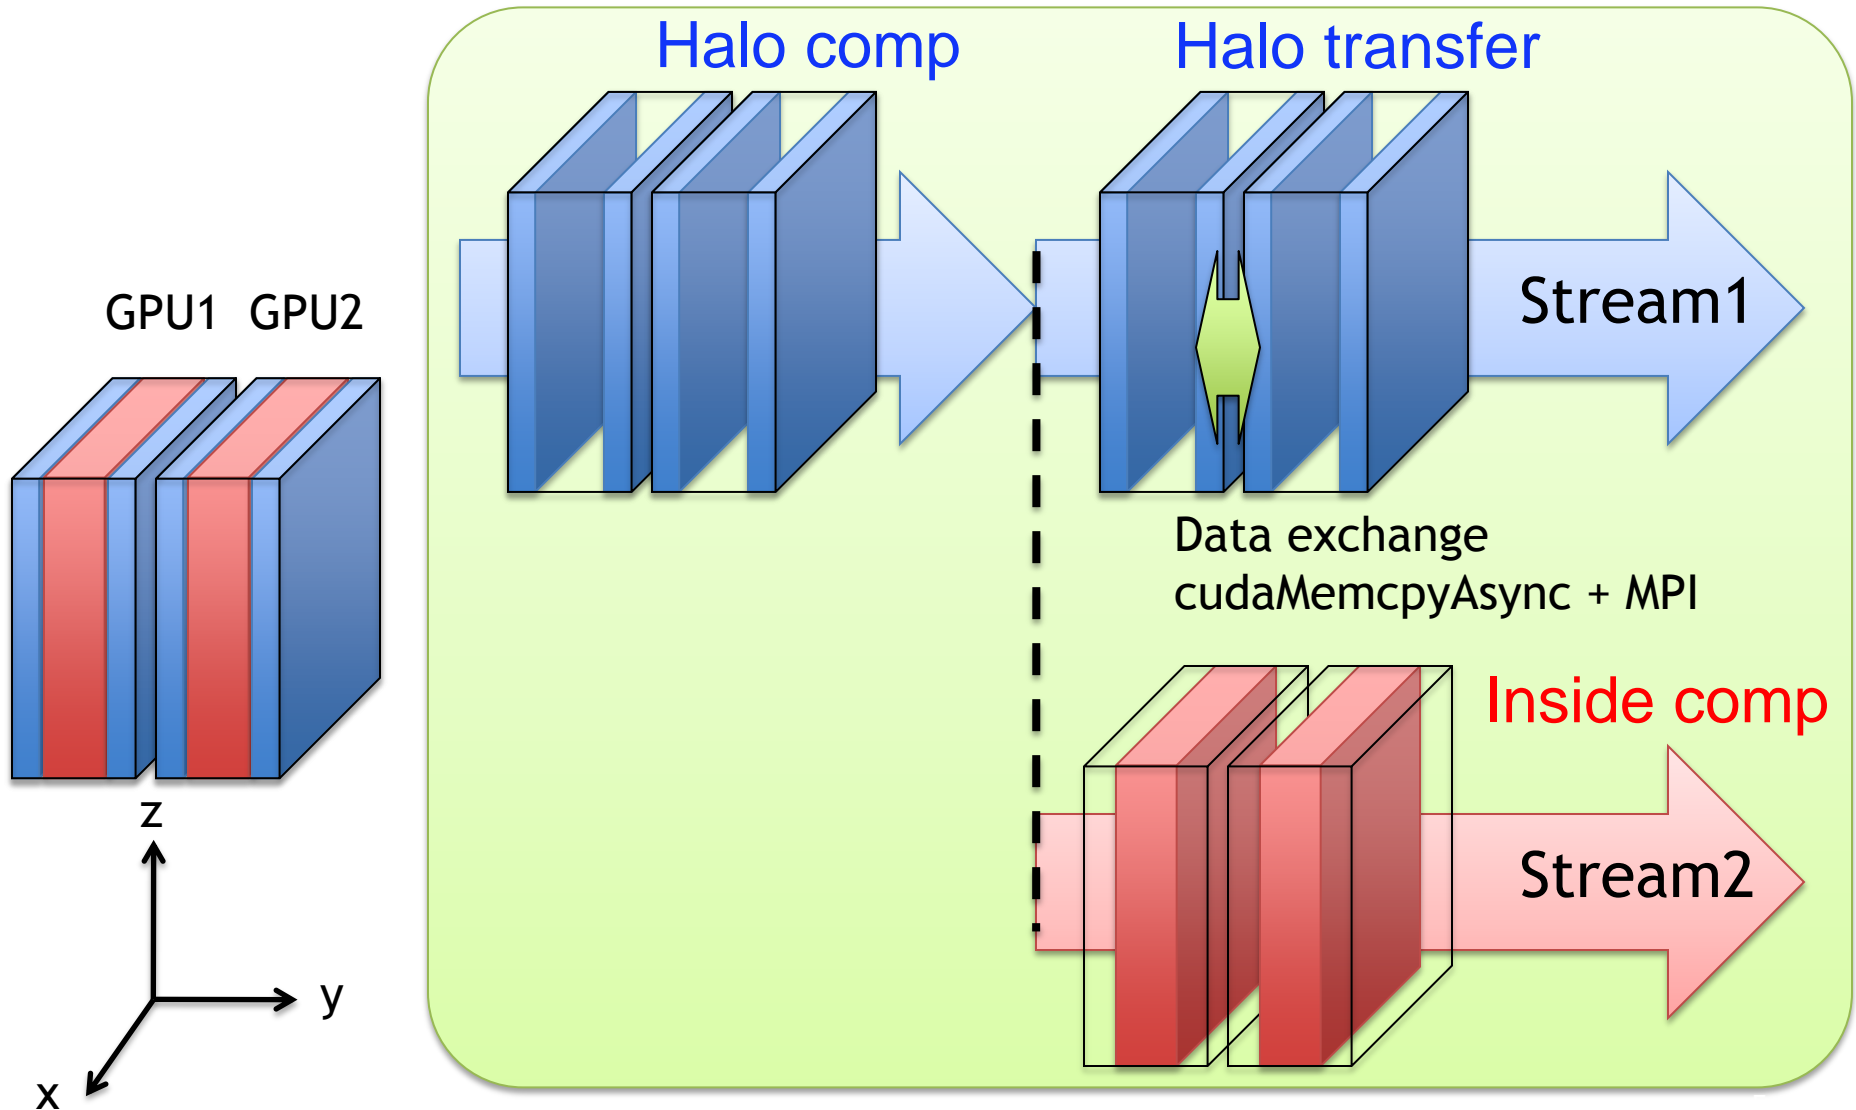 Halo comp
Halo transfer
GPU1 GPU2
Stream1
Data exchange
cudaMemcpyAsync + MPI
Inside comp
Stream2
z
y
x